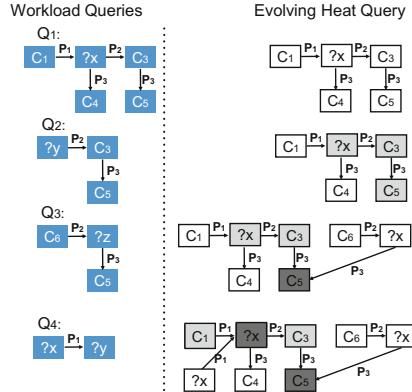 Workload Queries Evolving Heat Query
Q1:
P1 P2
C1 ?x C3 C1 P1 ?x P2 C3
P3 P3 P3 P3
C4 C5 C4 C5
Q2:
P2 P1 P2
?y C3 C1 ?x C3
P3 P3 P3
C5 C4 C5
Q3:
P2 P1 P2 P2
C6 ?z C1 ?x C3 C6 ?x
P3 P3 P3 P3
C5 C4 C5
Q4:
P1 P1 P2 P2
?x ?y C1 ?x C3 C6 ?x
P1 P3 P3 P3
?x C4 C5